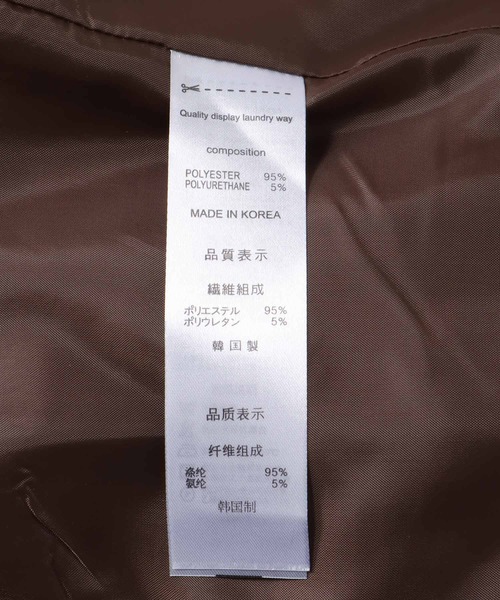 Quality display laundry way
composition
POLYESTER 95%
POLYURETHANE 5%
MADE IN KOREA
品質表示
繊維組成
ポリエステル 95%
ポリウレタン 5%
韓国製
品质表示
纤维组成
涤纶 95%
氨纶 5%
韩国制